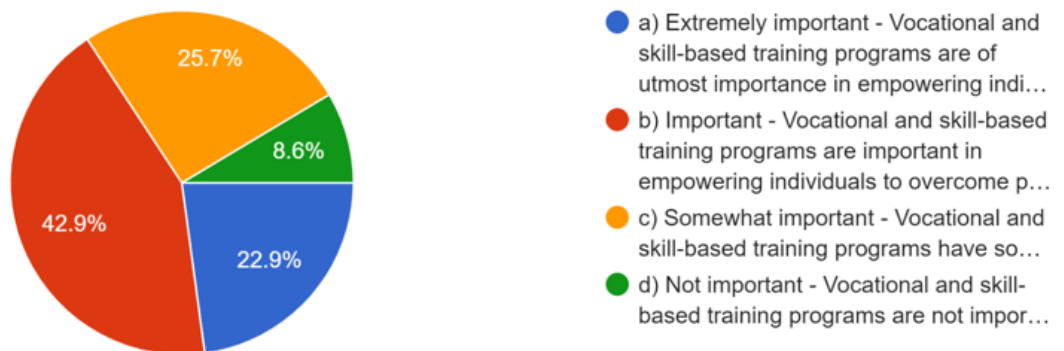 25.7%
8.6%
42.9%
22.9%
a) Extremely important - Vocational and
skill-based training programs are of
utmost importance in empowering indi…
b) Important - Vocational and skill-based
training programs are important in
empowering individuals to overcome p…
c) Somewhat important - Vocational and
skill-based training programs have so…
d) Not important - Vocational and skill-
based training programs are not impor…